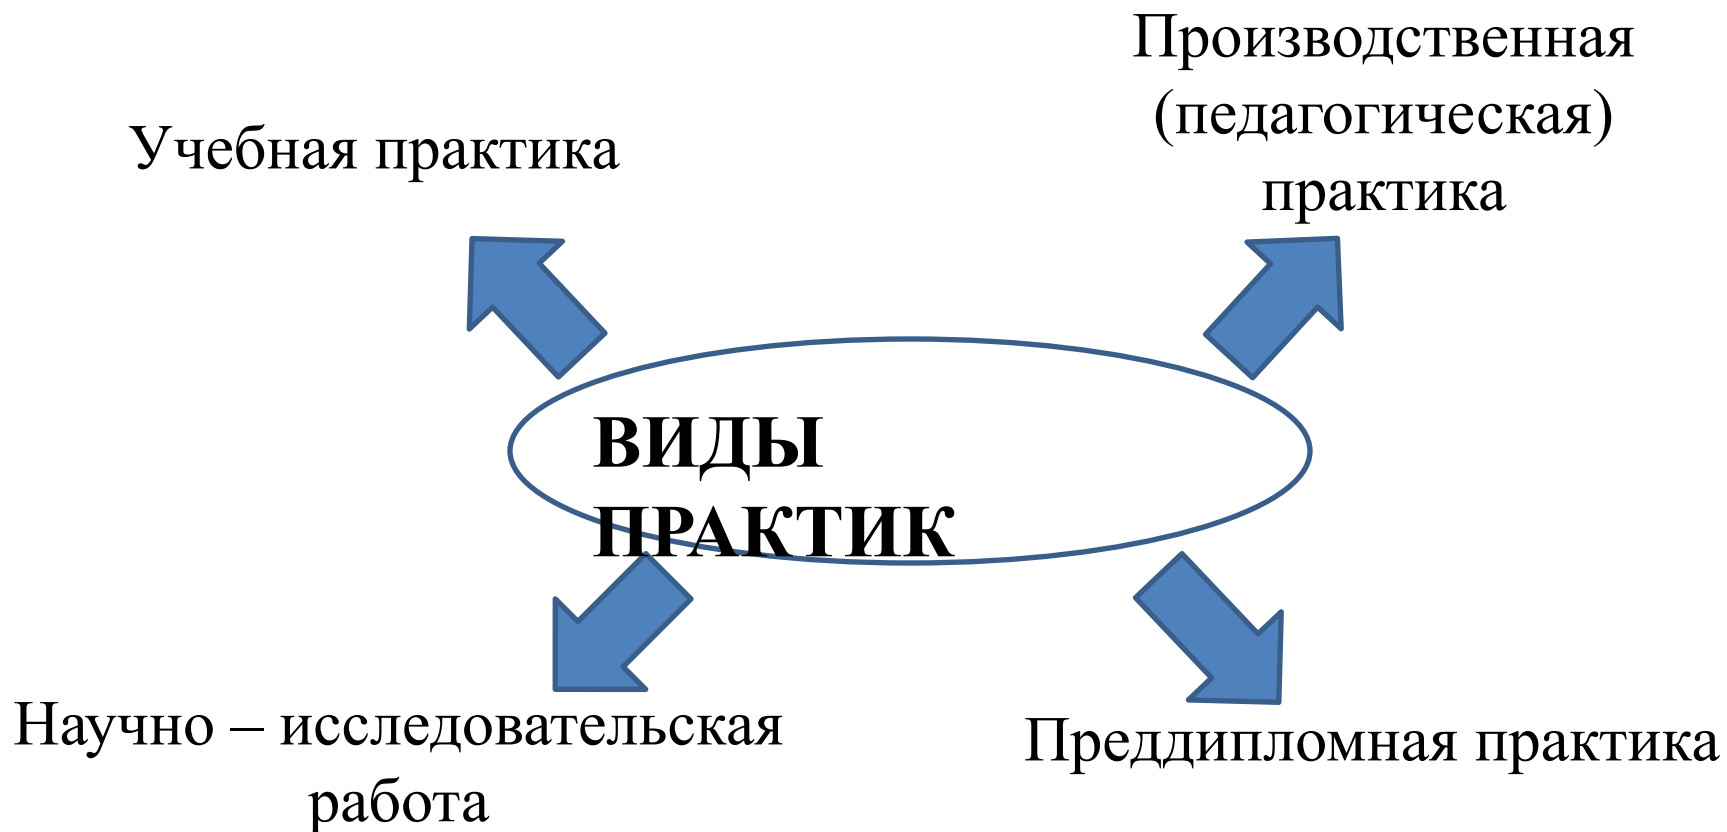 Учебная практика
Производственная
(педагогическая)
практика
ВИДЫ
ПРАКТИК
Научно – исследовательская
работа
Преддипломная практика